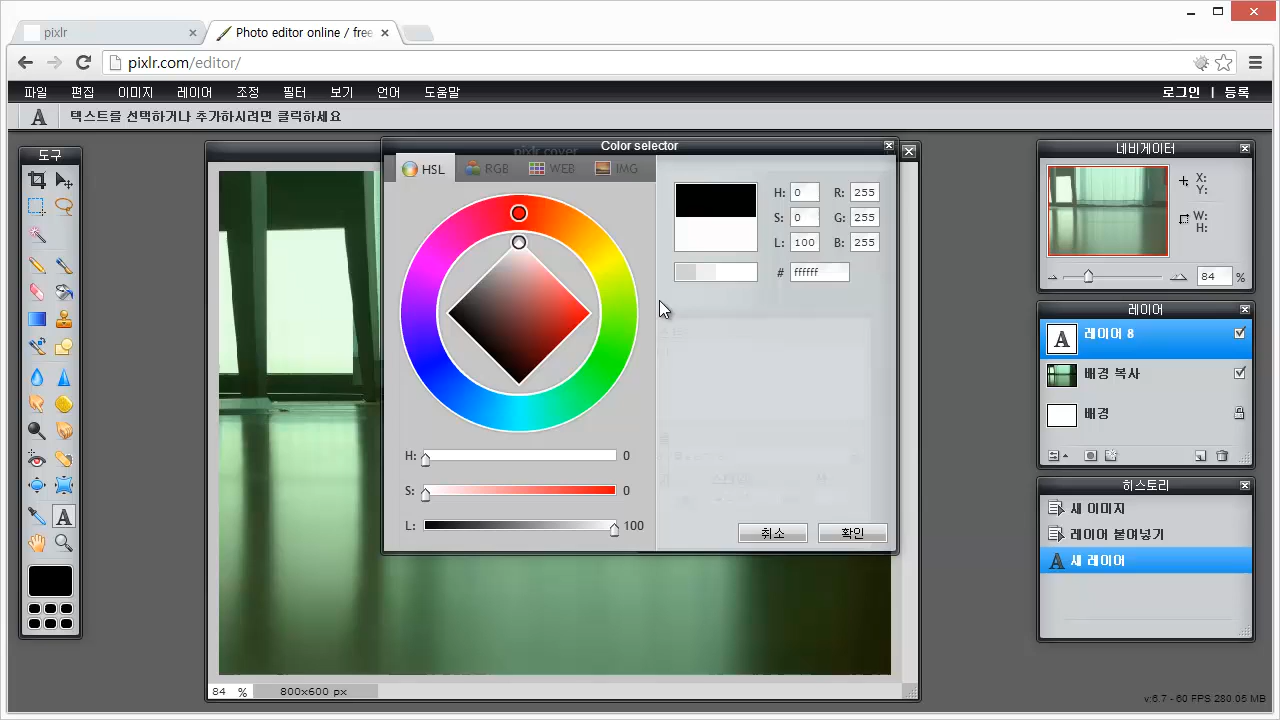 pixlr
Photo editor online / free
pixlr.com/editor/
파일 편집 이미지 레이어 조정 필터 보기 언어 도움말 로그인 | 등록
A 텍스트를 선택하거나 추가하시려면 클릭하세요
도구
pixlr cover
Color selector
HSL RGB WEB IMG
H: 0 R: 255
S: 0 G: 255
L: 100 B: 255
# ffffff
H: 0
S: 0
L: 100
취소 확인
84 % 800x600 px
네비게이터
X:
Y:
W:
H:
84 %
레이어
A 레이어 8
배경 복사
배경
히스토리
새 이미지
레이어 붙여넣기
A 새 레이어
v:6.7 - 60 FPS 280.05 MB